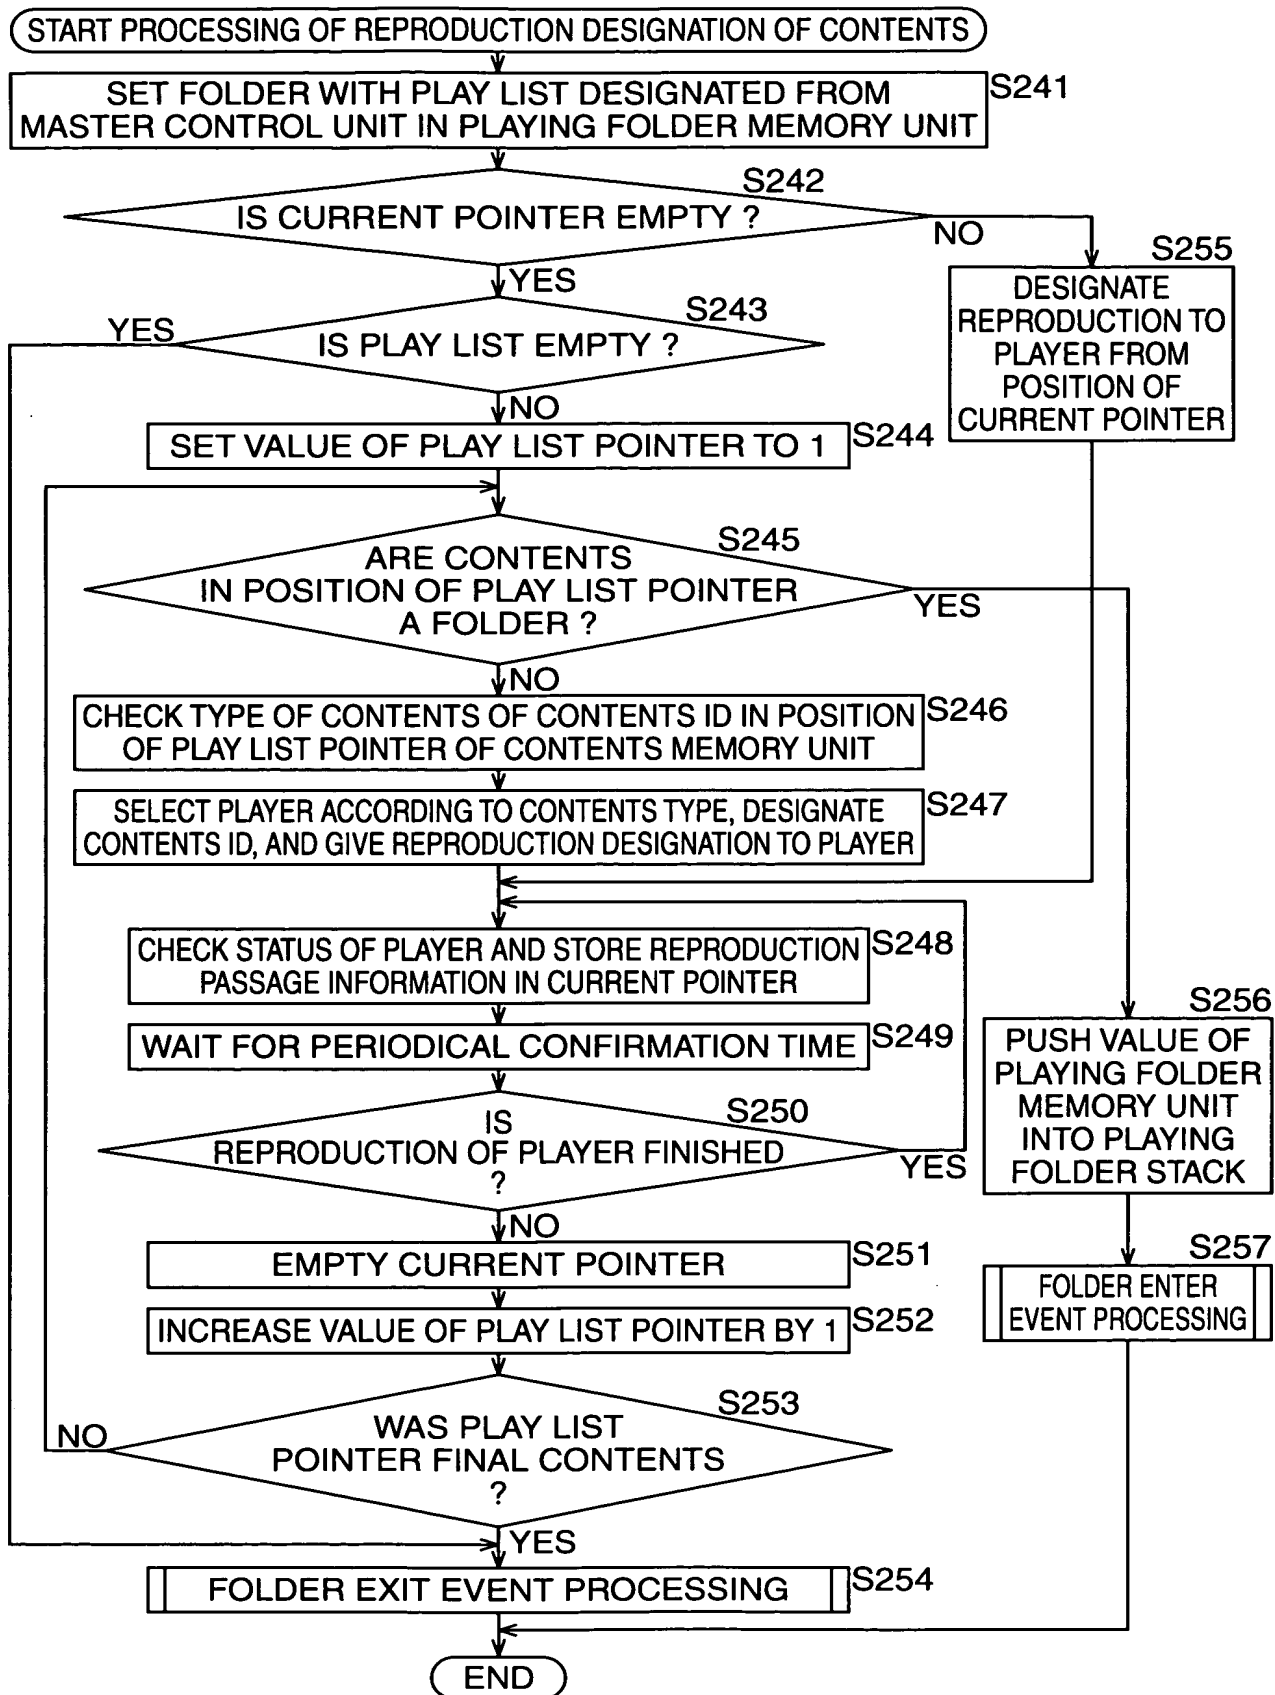 START PROCESSING OF REPRODUCTION DESIGNATION OF CONTENTS
SET FOLDER WITH PLAY LIST DESIGNATED FROM
MASTER CONTROL UNIT IN PLAYING FOLDER MEMORY UNIT
S241
S242
IS CURRENT POINTER EMPTY ?
NO
YES
S255
DESIGNATE
REPRODUCTION TO
PLAYER FROM
POSITION OF
CURRENT POINTER
S243
YES
IS PLAY LIST EMPTY ?
NO
SET VALUE OF PLAY LIST POINTER TO 1
S244
S245
ARE CONTENTS
IN POSITION OF PLAY LIST POINTER
A FOLDER ?
YES
NO
CHECK TYPE OF CONTENTS OF CONTENTS ID IN POSITION
OF PLAY LIST POINTER OF CONTENTS MEMORY UNIT
S246
SELECT PLAYER ACCORDING TO CONTENTS TYPE, DESIGNATE
CONTENTS ID, AND GIVE REPRODUCTION DESIGNATION TO PLAYER
S247
CHECK STATUS OF PLAYER AND STORE REPRODUCTION
PASSAGE INFORMATION IN CURRENT POINTER
S248
WAIT FOR PERIODICAL CONFIRMATION TIME
S249
S250
IS
REPRODUCTION OF PLAYER FINISHED
?
YES
NO
S256
PUSH VALUE OF
PLAYING FOLDER
MEMORY UNIT
INTO PLAYING
FOLDER STACK
EMPTY CURRENT POINTER
S251
S257
FOLDER ENTER
EVENT PROCESSING
INCREASE VALUE OF PLAY LIST POINTER BY 1
S252
S253
WAS PLAY LIST
POINTER FINAL CONTENTS
?
NO
YES
FOLDER EXIT EVENT PROCESSING
S254
END